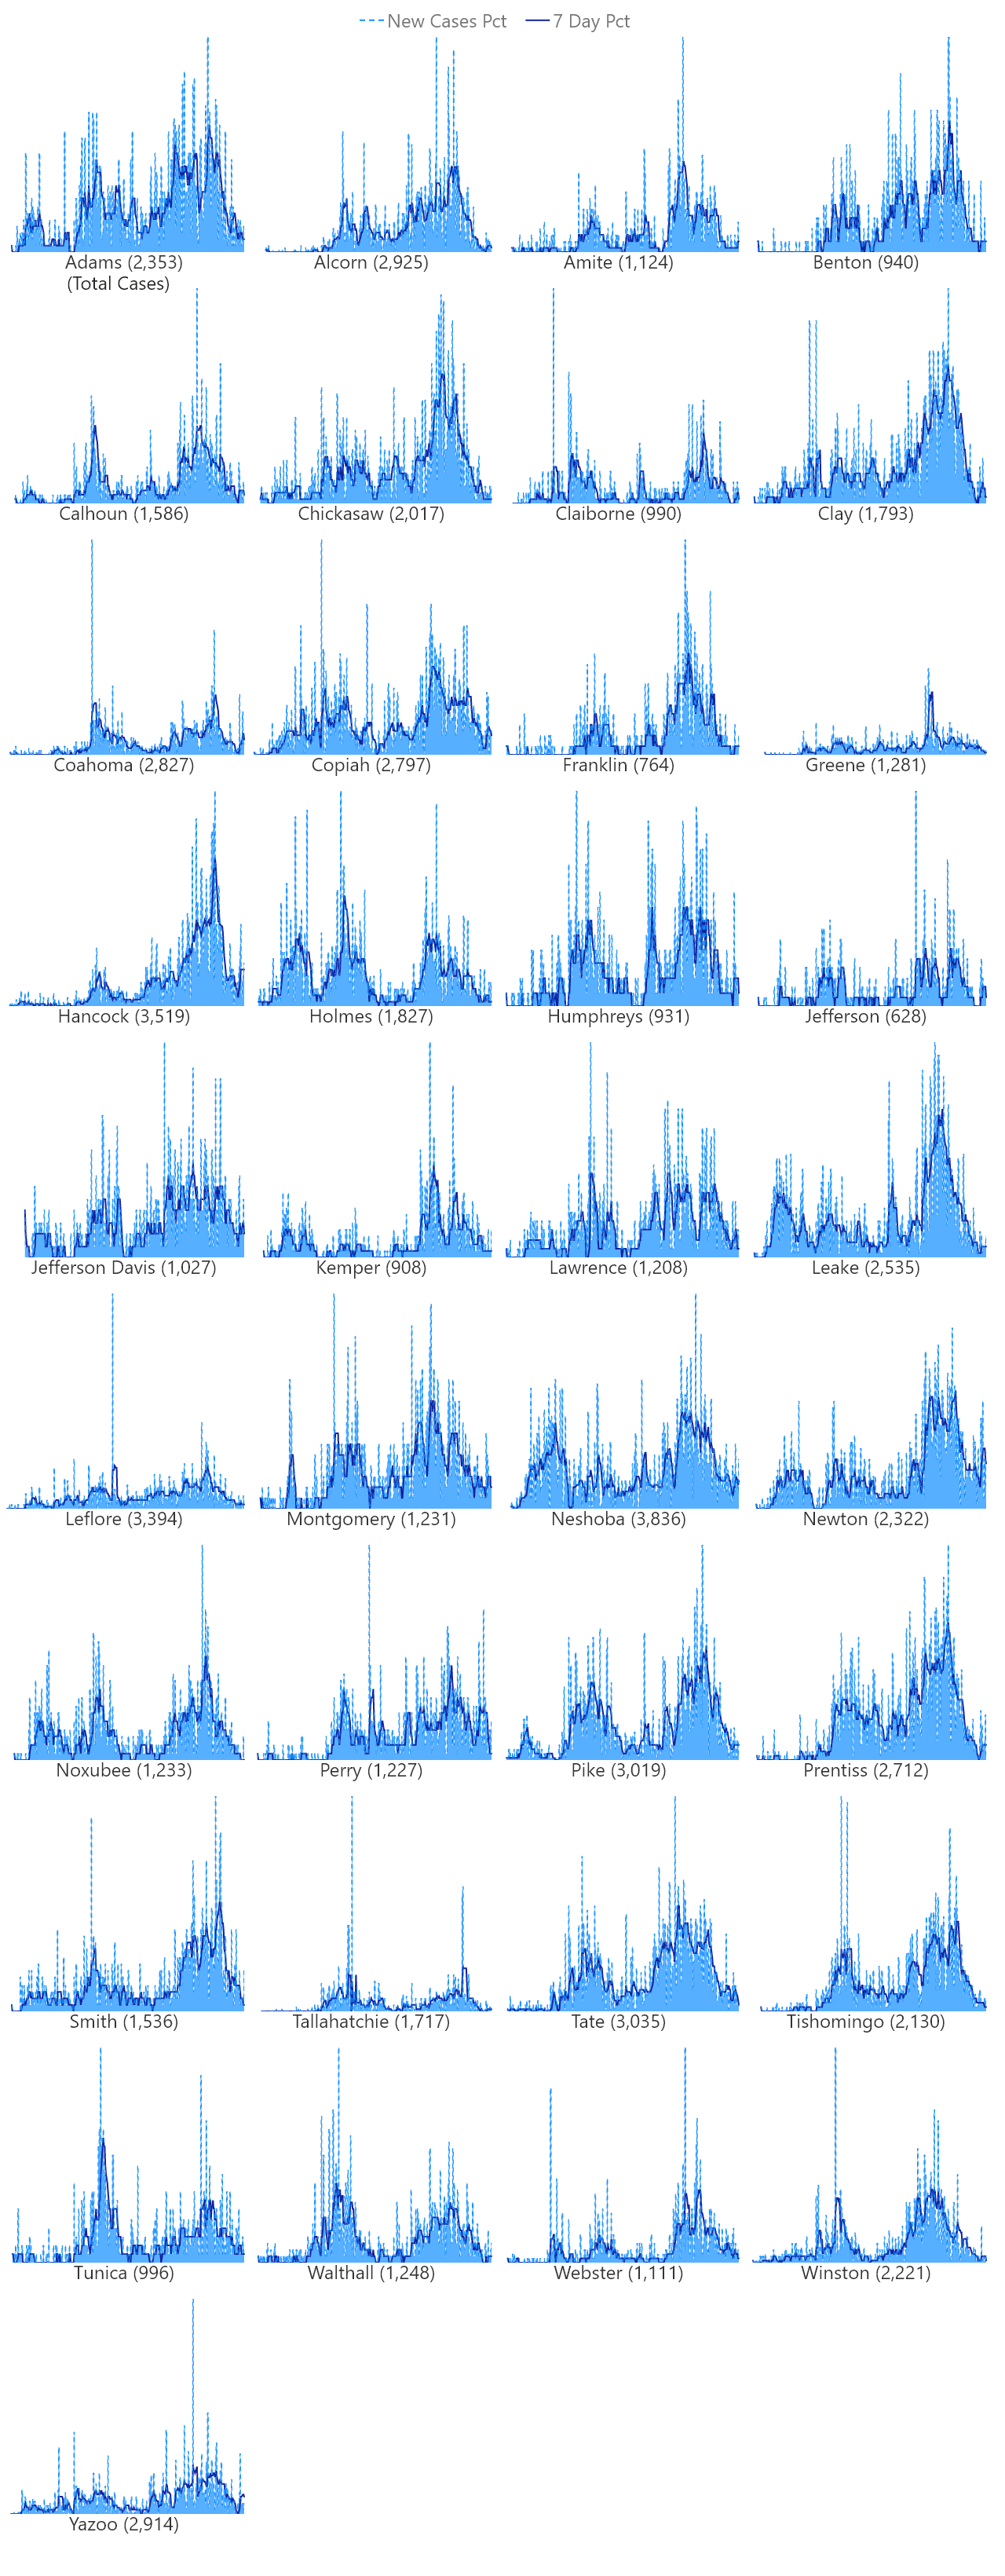 New Cases Pct 7 Day Pct
Adams (2,353) Alcorn (2,925) Amite (1,124) Benton (940)
(Total Cases)
Calhoun (1,586) Chickasaw (2,017) Claiborne (990) Clay (1,793)
Coahoma (2,827) Copiah (2,797) Franklin (764) Greene (1,281)
Hancock (3,519) Holmes (1,827) Humphreys (931) Jefferson (628)
Jefferson Davis (1,027) Kemper (908) Lawrence (1,208) Leake (2,535)
Leflore (3,394) Montgomery (1,231) Neshoba (3,836) Newton (2,322)
Noxubee (1,233) Perry (1,227) Pike (3,019) Prentiss (2,712)
Smith (1,536) Tallahatchie (1,717) Tate (3,035) Tishomingo (2,130)
Tunica (996) Walthall (1,248) Webster (1,111) Winston (2,221)
Yazoo (2,914)